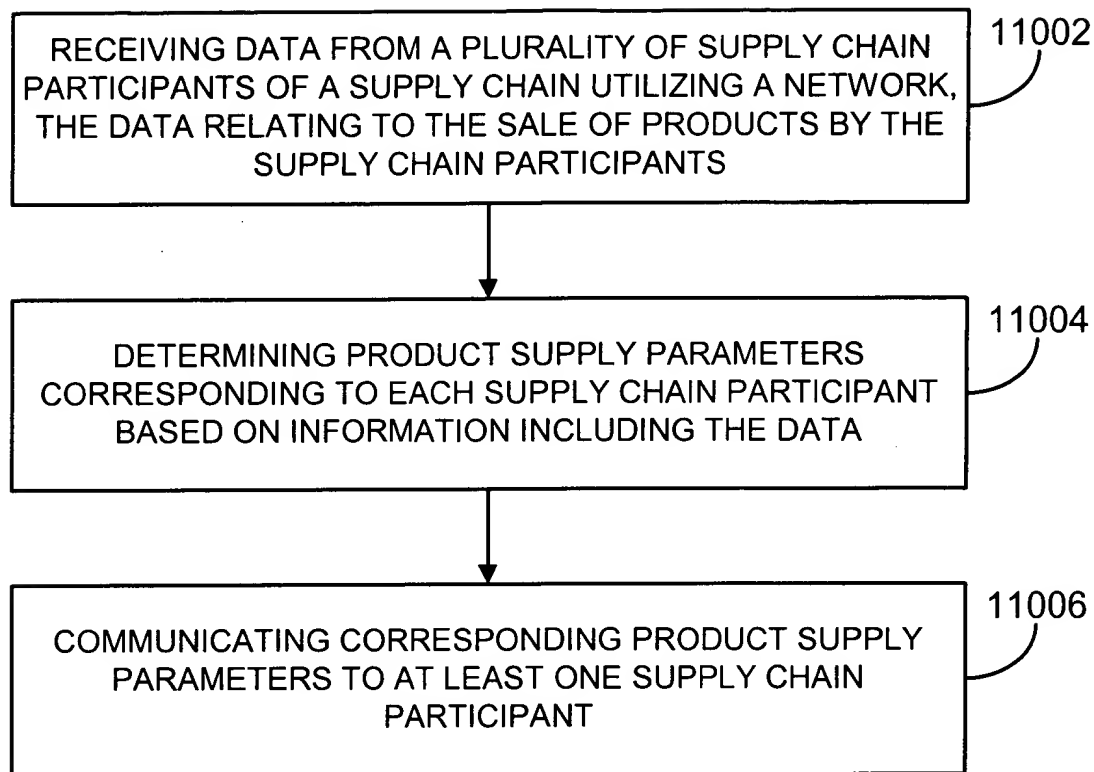 RECEIVING DATA FROM A PLURALITY OF SUPPLY CHAIN
PARTICIPANTS OF A SUPPLY CHAIN UTILIZING A NETWORK,
THE DATA RELATING TO THE SALE OF PRODUCTS BY THE
SUPPLY CHAIN PARTICIPANTS
11002
DETERMINING PRODUCT SUPPLY PARAMETERS
CORRESPONDING TO EACH SUPPLY CHAIN PARTICIPANT
BASED ON INFORMATION INCLUDING THE DATA
11004
COMMUNICATING CORRESPONDING PRODUCT SUPPLY
PARAMETERS TO AT LEAST ONE SUPPLY CHAIN
PARTICIPANT
11006